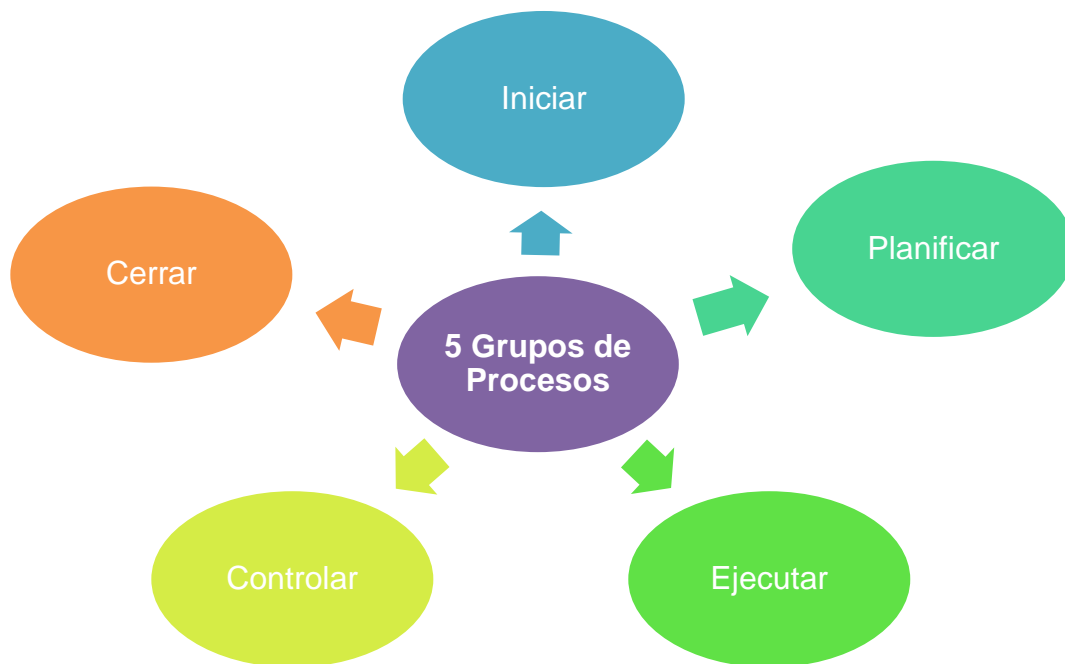 Iniciar
Planificar
Cerrar
5 Grupos de
Procesos
Controlar
Ejecutar